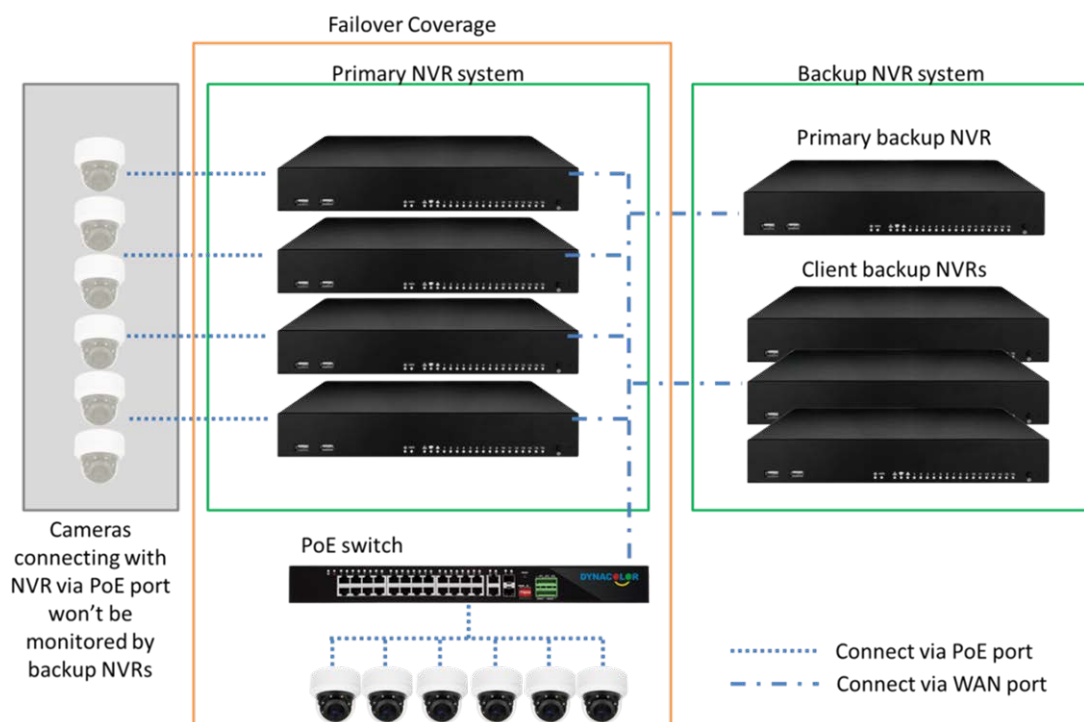 Failover Coverage
Primary NVR system
Backup NVR system
Primary backup NVR
Client backup NVRs
Cameras
connecting with
NVR via PoE port
won't be
monitored by
backup NVRs
PoE switch
DYNACOLOR
Connect via PoE port
Connect via WAN port